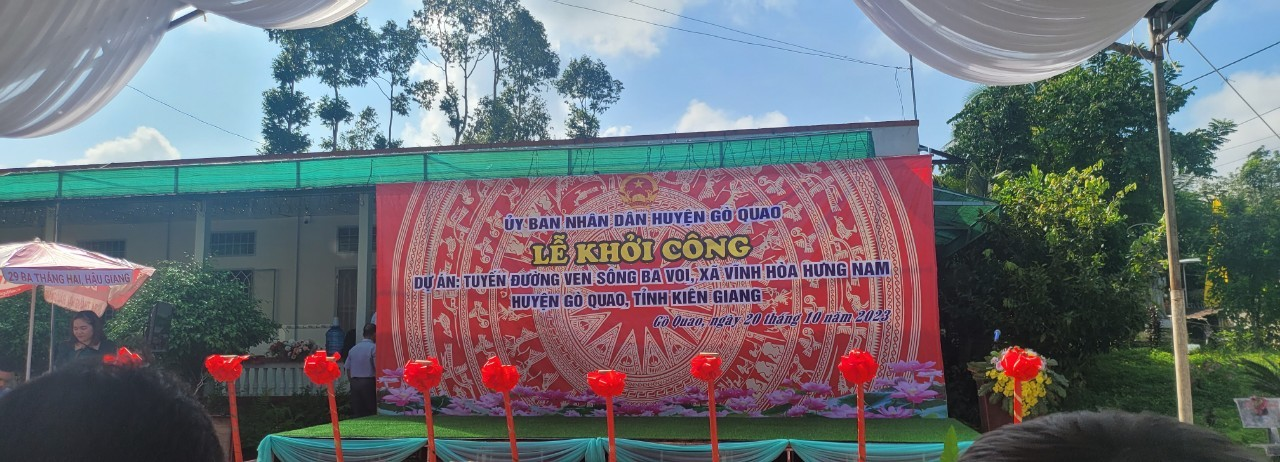 ỦY BAN NHÂN DÂN HUYỆN GÒ QUAO
LỄ KHỞI CÔNG
DỰ ÁN: TUYẾN ĐƯỜNG VEN SÔNG BA VOI, XÃ VĨNH HÒA HƯNG NAM
HUYỆN GÒ QUAO, TỈNH KIÊN GIANG
Gò Quao, ngày 20 tháng 10 năm 2023
29 BA THÁNG HAI, HẬU GIANG